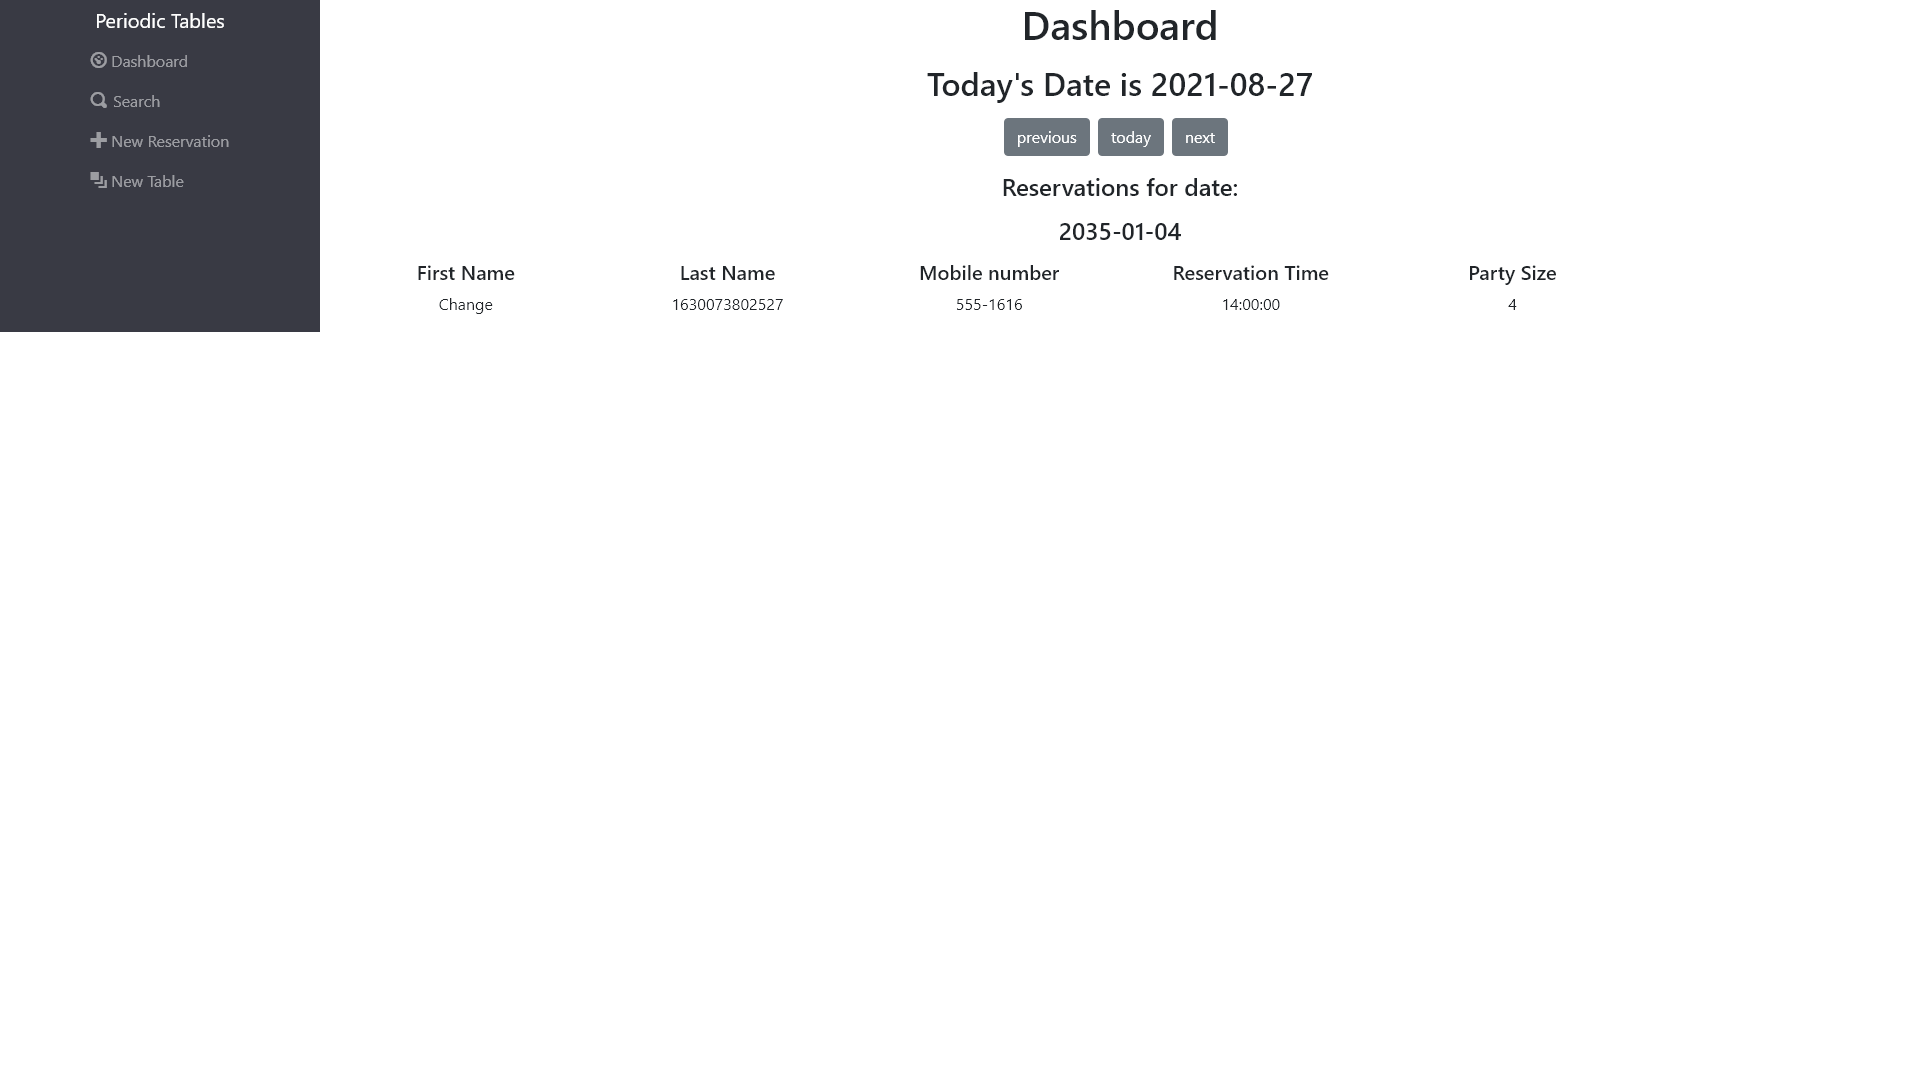 Periodic Tables
Dashboard
Search
New Reservation
New Table
Dashboard
Today's Date is 2021-08-27
previous today next
Reservations for date:
2035-01-04
First Name Last Name Mobile number Reservation Time Party Size
Change 1630073802527 555-1616 14:00:00 4